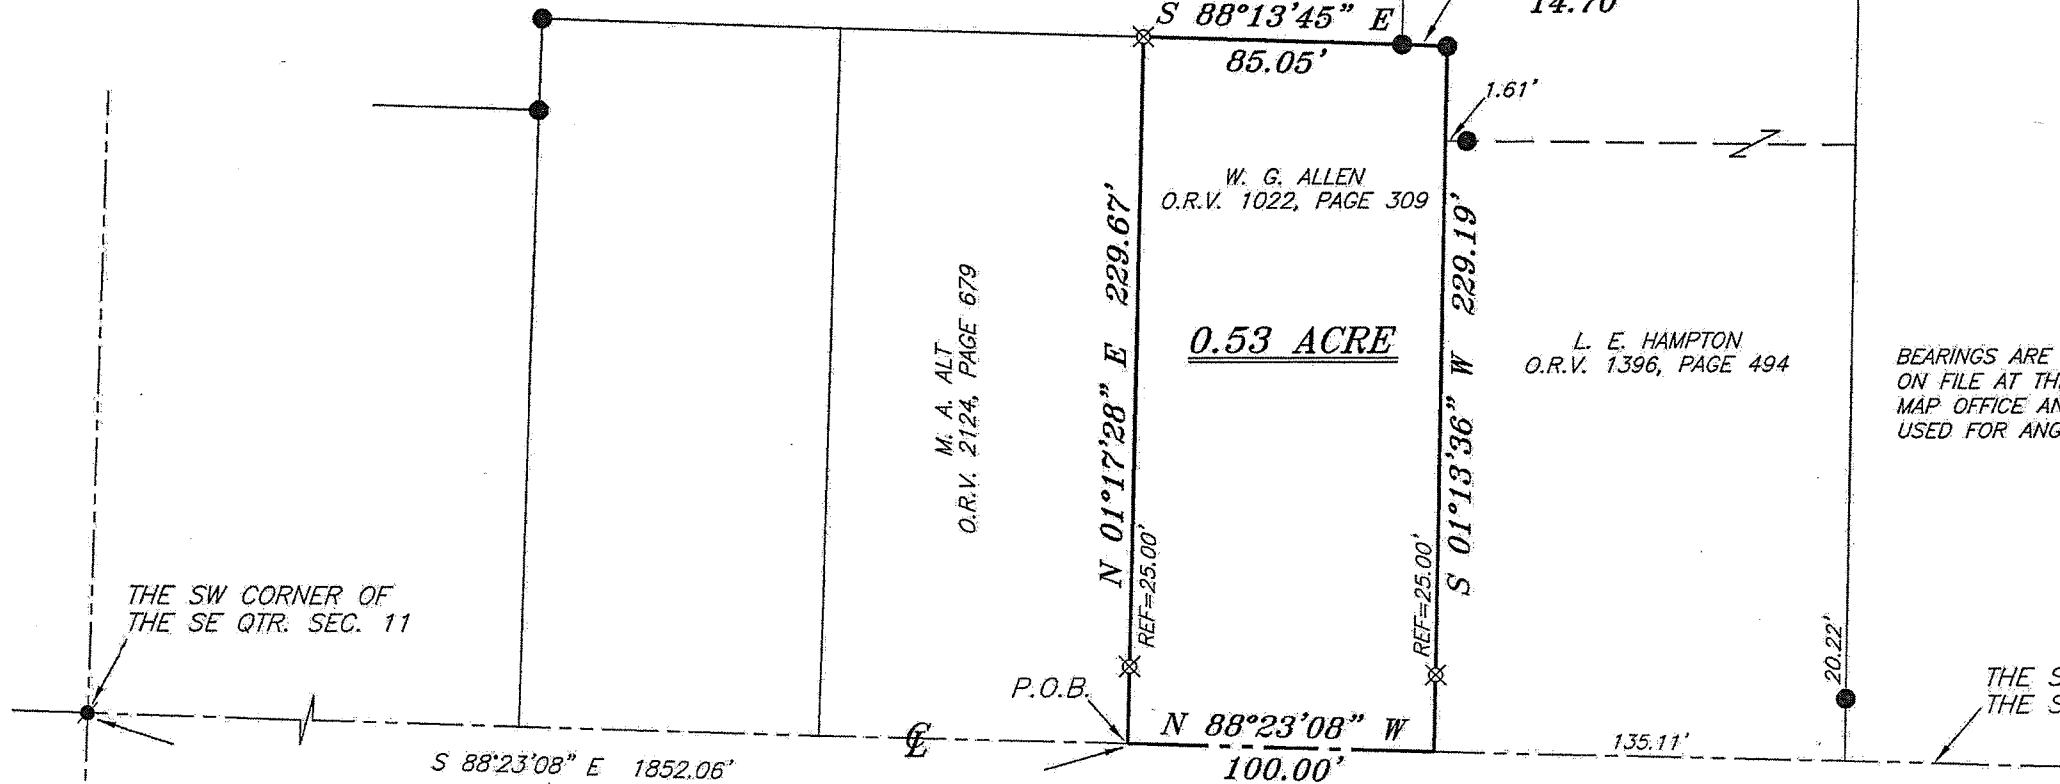 S 88°13'45" E
14.70
85.05'
1.61'
W. G. ALLEN
O.R.V. 1022, PAGE 309
N 01°17'28" E 229.67'
S 01°13'36" W 229.19'
M. A. ALT
O.R.V. 2124, PAGE 679
0.53 ACRE
L. E. HAMPTON
O.R.V. 1396, PAGE 494
BEARINGS ARE
ON FILE AT TH
MAP OFFICE AN
USED FOR ANG
REF=25.00'
REF=25.00'
THE SW CORNER OF
THE SE QTR. SEC. 11
20.22'
P.O.B.
THE S
THE S
N 88°23'08" W
100.00'
135.11'
CL
S 88°23'08" E 1852.06'